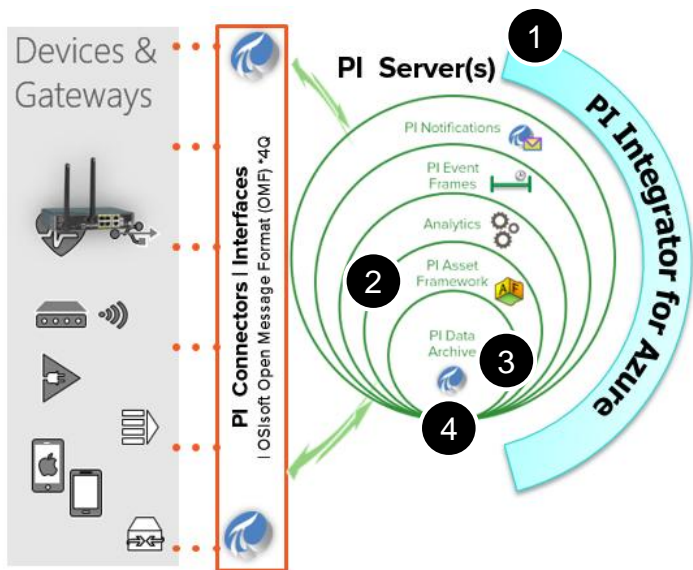 Devices &
Gateways
PI Connectors | Interfaces
| OSIsoft Open Message Format (OMF) *4Q
PI Server(s)
PI Notifications
PI Event
Frames
Analytics
PI Asset
Framework
AF
PI Data
Archive
1
2
3
4
PI Integrator for Azure